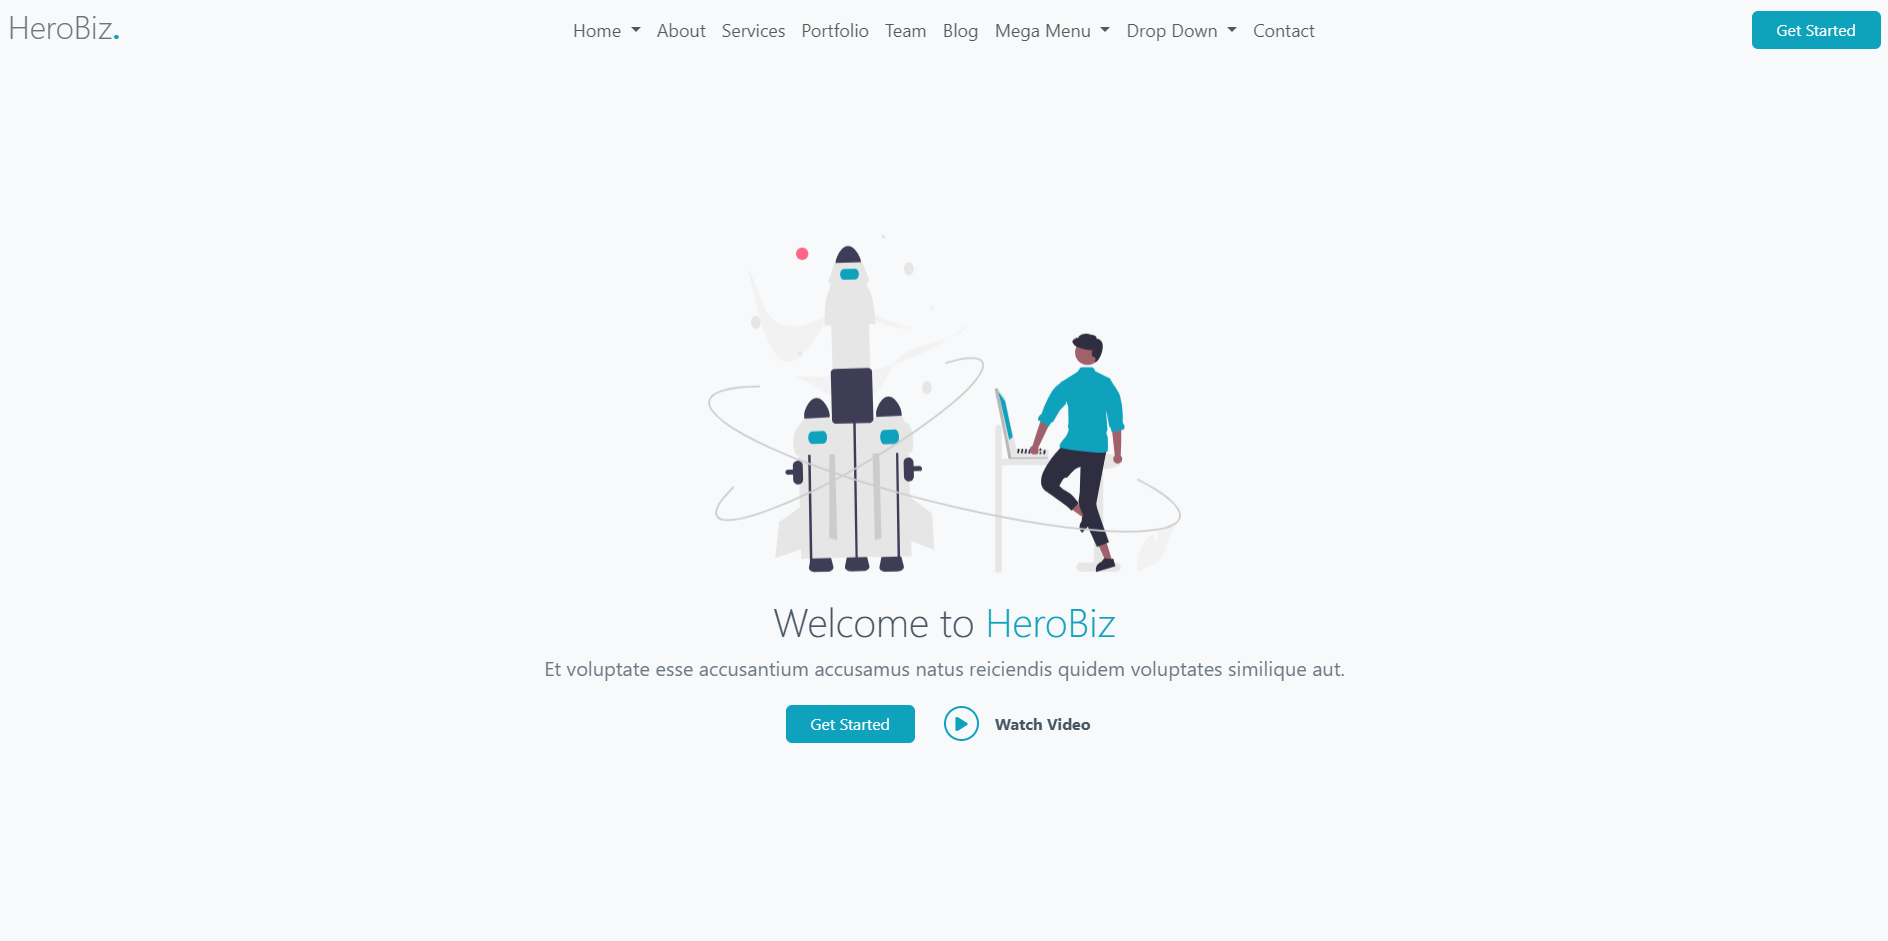 HeroBiz.
Home About Services Portfolio Team Blog Mega Menu Drop Down Contact
Get Started
Welcome to HeroBiz
Et voluptate esse accusantium accusamus natus reiciendis quidem voluptates similique aut.
Get Started
Watch Video